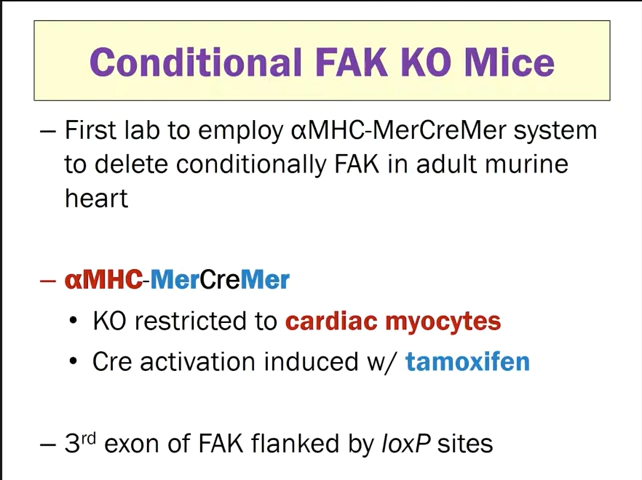 Conditional FAK KO Mice
– First lab to employ αMHC-MerCreMer system
to delete conditionally FAK in adult murine
heart
– αMHC-MerCreMer
• KO restricted to cardiac myocytes
• Cre activation induced w/ tamoxifen
– 3rd exon of FAK flanked by loxP sites